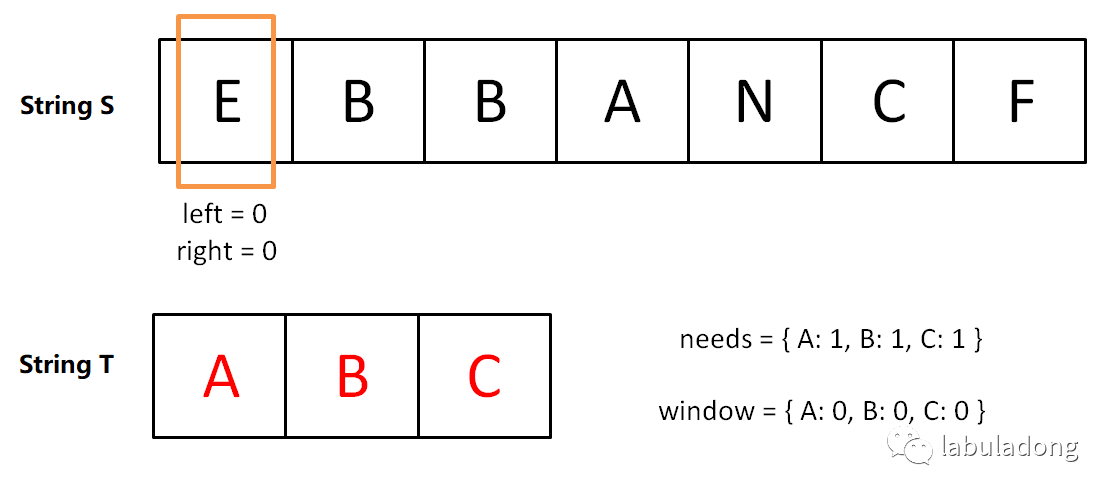 String S E B B A N C F
left = 0
right = 0
String T A B C
needs = { A: 1, B: 1, C: 1 }
window = { A: 0, B: 0, C: 0 }
labuladong